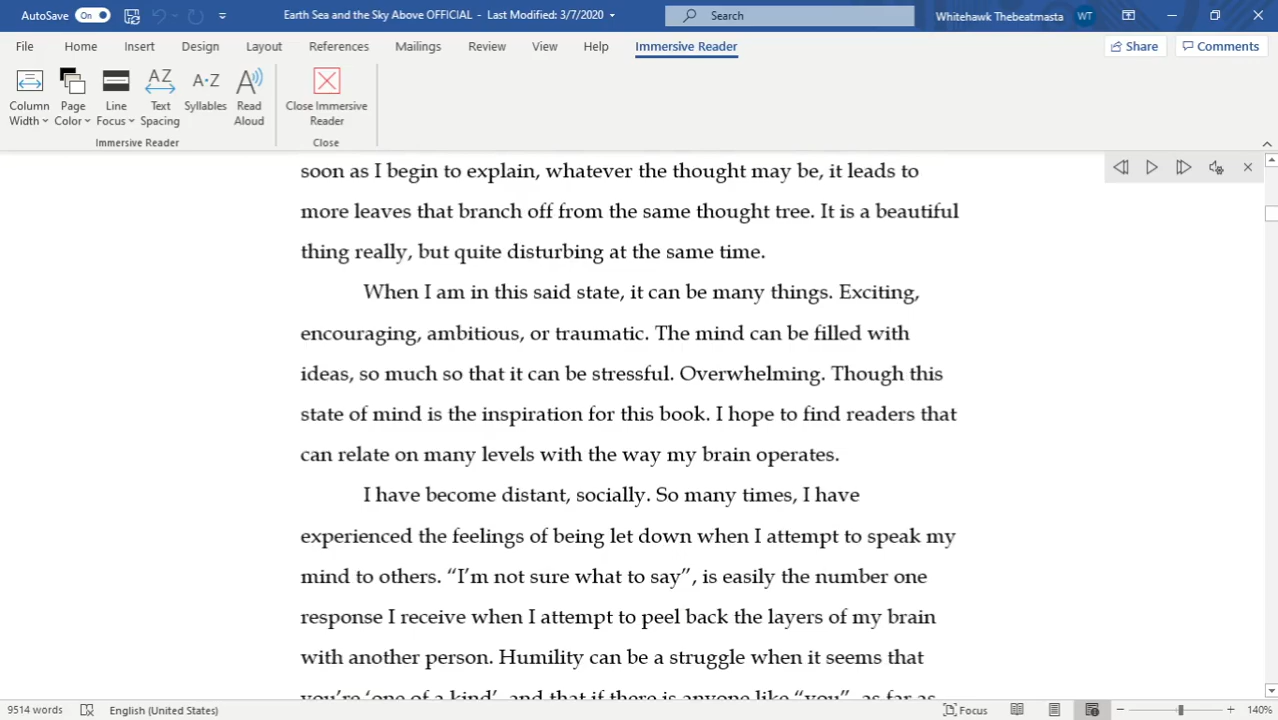 AutoSave On Earth Sea and the Sky Above OFFICIAL - Last Modified: 3/7/2020 Search Whitehawk Thebeatmasta WT
File Home Insert Design Layout References Mailings Review View Help Immersive Reader Share Comments
Column Width Page Color Line Focus Text Spacing Syllables Read Aloud Close Immersive Reader
Immersive Reader Close
soon as I begin to explain, whatever the thought may be, it leads to
more leaves that branch off from the same thought tree. It is a beautiful
thing really, but quite disturbing at the same time.
When I am in this said state, it can be many things. Exciting,
encouraging, ambitious, or traumatic. The mind can be filled with
ideas, so much so that it can be stressful. Overwhelming. Though this
state of mind is the inspiration for this book. I hope to find readers that
can relate on many levels with the way my brain operates.
I have become distant, socially. So many times, I have
experienced the feelings of being let down when I attempt to speak my
mind to others. “I’m not sure what to say”, is easily the number one
response I receive when I attempt to peel back the layers of my brain
with another person. Humility can be a struggle when it seems that
you’re ‘one of a kind’, and that if there is anyone like “you”, as far as
9514 words English (United States) Focus 140%